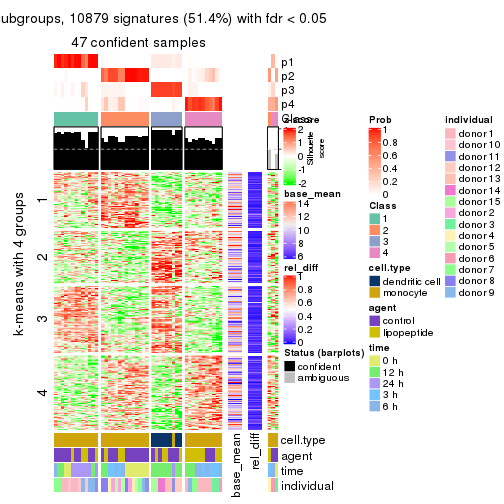 ubgroups, 10879 signatures (51.4%) with fdr < 0.05
47 confident samples
p1
p2
p3
p4
Class
Silhouette
score
k-means with 4 groups
1
2
3
4
cell.type
agent
time
individual
base_mean
rel_diff
2
1
0
-1
-2
base_mean
14
12
10
8
6
rel_diff
1
0.8
0.6
0.4
0.2
0
Status (barplots)
confident
ambiguous
Prob
1
0.8
0.6
0.4
0.2
0
Class
1
2
3
4
cell.type
dendritic cell
monocyte
agent
control
lipopeptide
time
0 h
12 h
24 h
3 h
6 h
individual
donor1
donor10
donor11
donor12
donor13
donor14
donor15
donor2
donor3
donor4
donor5
donor6
donor7
donor8
donor9